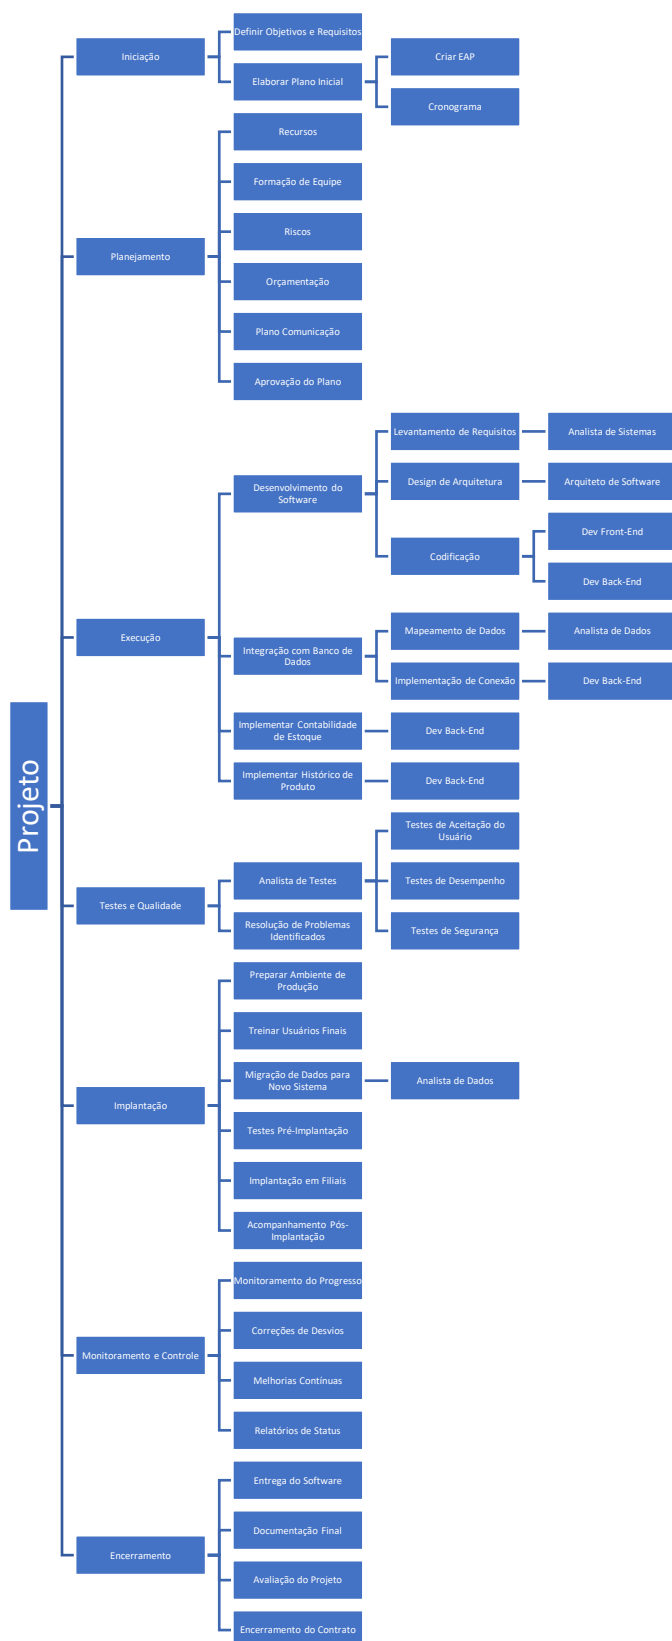 Projeto
Iniciação
Definir Objetivos e Requisitos
Elaborar Plano Inicial
Criar EAP
Cronograma
Planejamento
Recursos
Formação de Equipe
Riscos
Orçamentação
Plano Comunicação
Aprovação do Plano
Execução
Desenvolvimento do
Software
Levantamento de Requisitos
Analista de Sistemas
Design de Arquitetura
Arquiteto de Software
Codificação
Dev Front-End
Dev Back-End
Integração com Banco de
Dados
Mapeamento de Dados
Analista de Dados
Implementação de Conexão
Dev Back-End
Implementar Contabilidade
de Estoque
Dev Back-End
Implementar Histórico de
Produto
Dev Back-End
Testes e Qualidade
Analista de Testes
Testes de Aceitação do
Usuário
Testes de Desempenho
Testes de Segurança
Resolução de Problemas
Identificados
Implantação
Preparar Ambiente de
Produção
Treinar Usuários Finais
Migração de Dados para
Novo Sistema
Analista de Dados
Testes Pré-Implantação
Implantação em Filiais
Acompanhamento Pós-
Implantação
Monitoramento e Controle
Monitoramento do Progresso
Correções de Desvios
Melhorias Contínuas
Relatórios de Status
Encerramento
Entrega do Software
Documentação Final
Avaliação do Projeto
Encerramento do Contrato